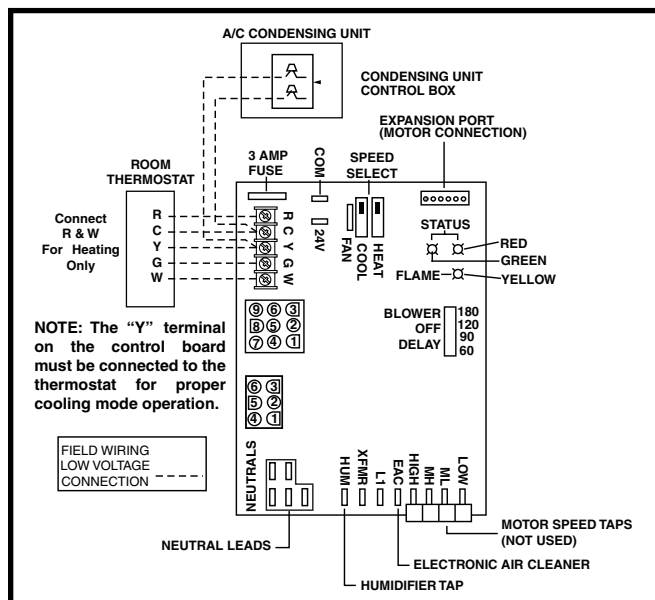 A/C CONDENSING UNIT
CONDENSING UNIT
CONTROL BOX
EXPANSION PORT
(MOTOR CONNECTION)
3 AMP
FUSE
COM
SPEED
SELECT
ROOM
THERMOSTAT
Connect
R & W
For Heating
Only
R
C
Y
G
W
R
C
Y
G
W
24V
FAN
COOL
HEAT
STATUS
RED
GREEN
FLAME
YELLOW
BLOWER
OFF
DELAY
180
120
90
60
9 6 3
8 5 2
7 4 1
6 3
5 2
4 1
NOTE: The “Y” terminal
on the control board
must be connected to the
thermostat for proper
cooling mode operation.
FIELD WIRING
LOW VOLTAGE
CONNECTION
NEUTRALS
HUM
XFMR
L1
EAC
HIGH
MH
ML
LOW
NEUTRAL LEADS
MOTOR SPEED TAPS
(NOT USED)
ELECTRONIC AIR CLEANER
HUMIDIFIER TAP